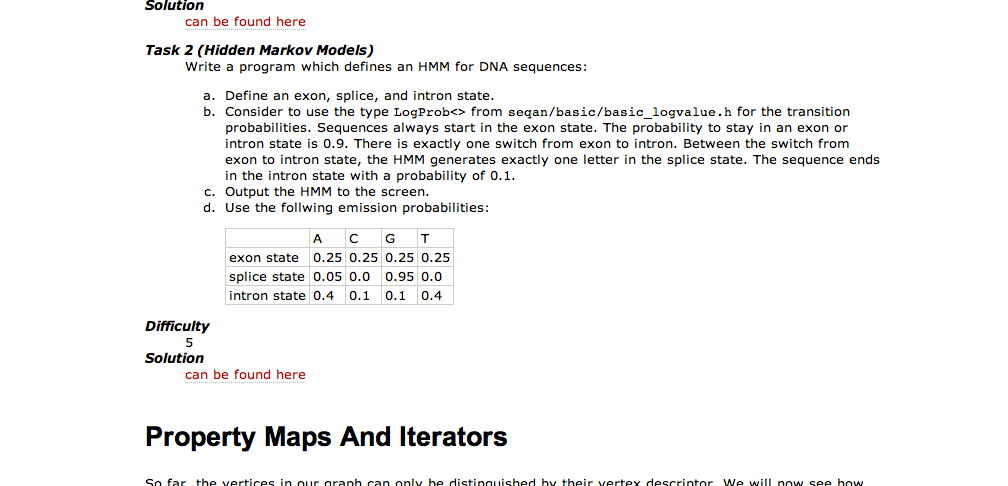 Solution
can be found here
Task 2 (Hidden Markov Models)
Write a program which defines an HMM for DNA sequences:
a. Define an exon, splice, and intron state.
b. Consider to use the type LogProb<> from seqan/basic/basic_logvalue.h for the transition
probabilities. Sequences always start in the exon state. The probability to stay in an exon or
intron state is 0.9. There is exactly one switch from exon to intron. Between the switch from
exon to intron state, the HMM generates exactly one letter in the splice state. The sequence ends
in the intron state with a probability of 0.1.
c. Output the HMM to the screen.
d. Use the follwing emission probabilities:
A C G T
exon state 0.25 0.25 0.25 0.25
splice state 0.05 0.0 0.95 0.0
intron state 0.4 0.1 0.1 0.4
Difficulty
5
Solution
can be found here
Property Maps And Iterators
So far, the vertices in our graph can only be distinguished by their vertex descriptor. We will now see how